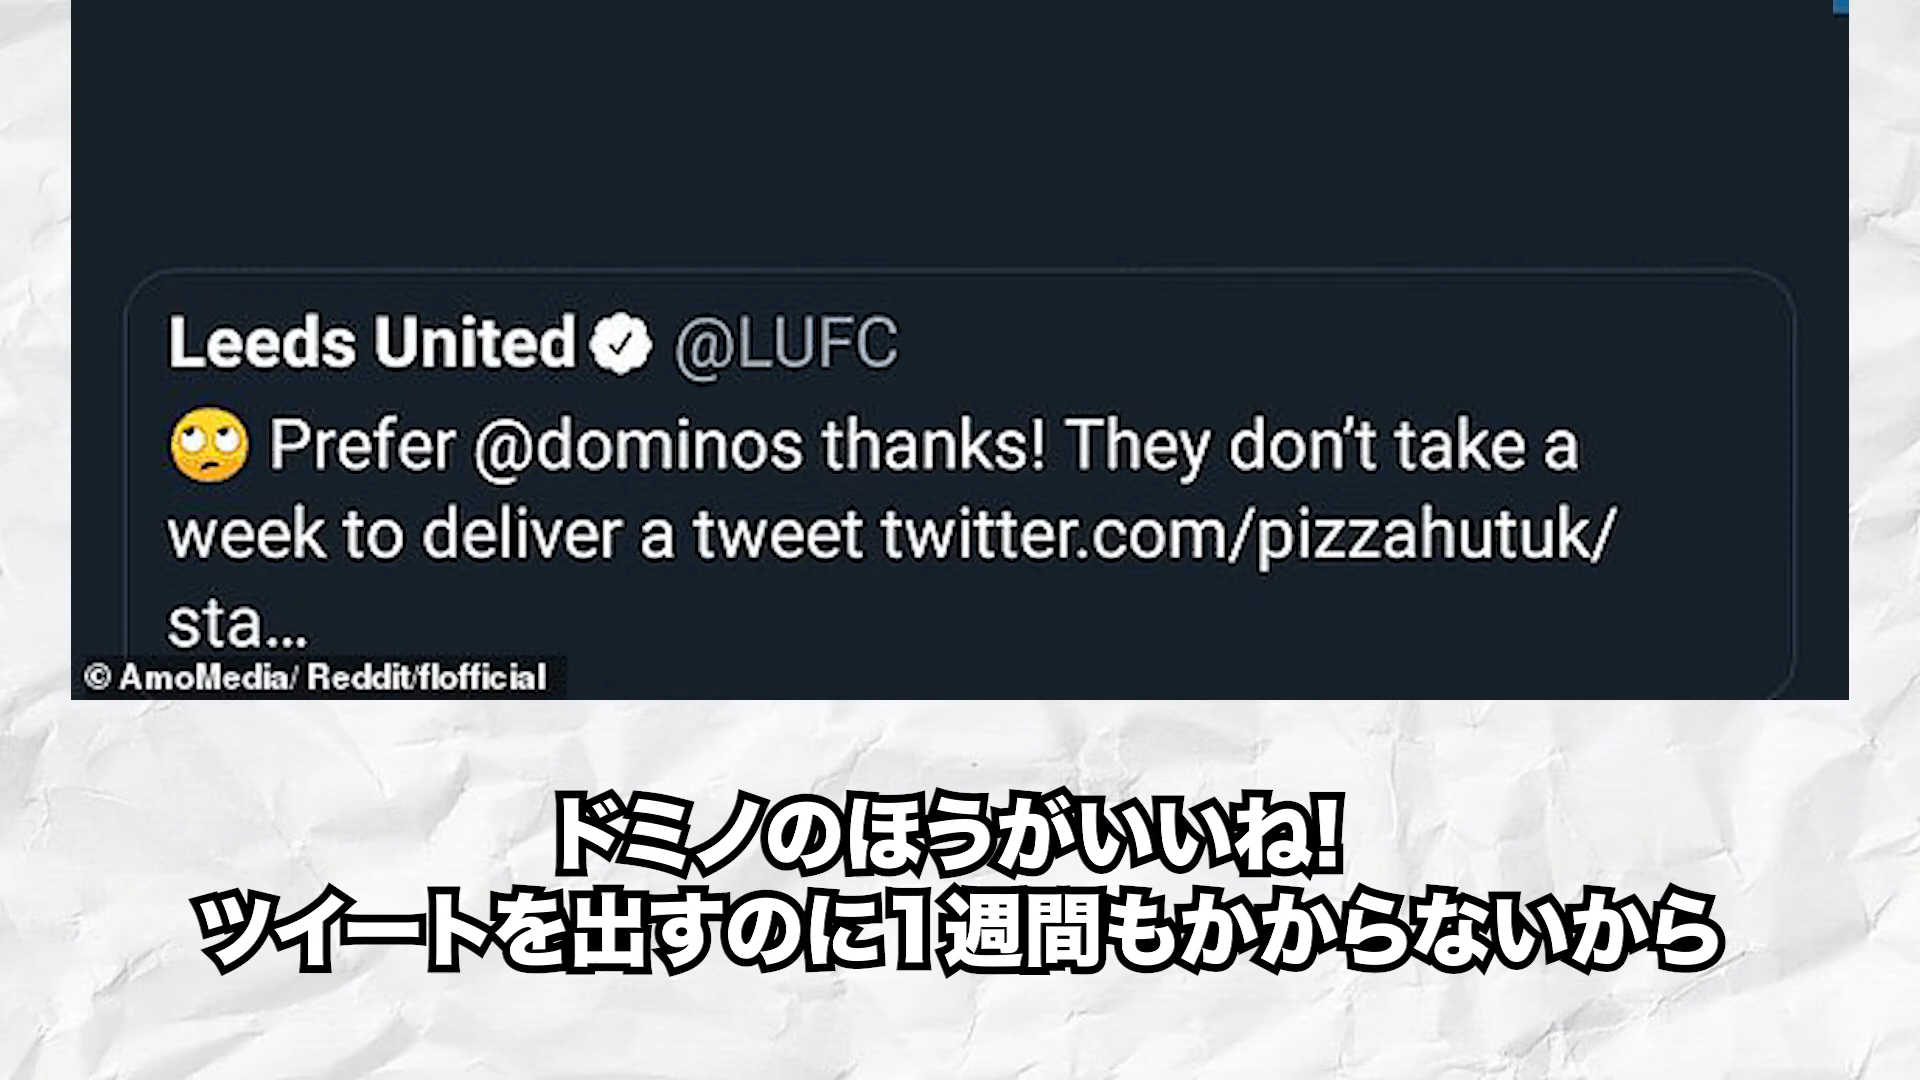 Leeds United @LUFC
🙄 Prefer @dominos thanks! They don't take a
week to deliver a tweet twitter.com/pizzahutuk/
sta...
© AmoMedia/ Reddit/flofficial
ドミノのほうがいいね!
ツイートを出すのに1週間もかからないから